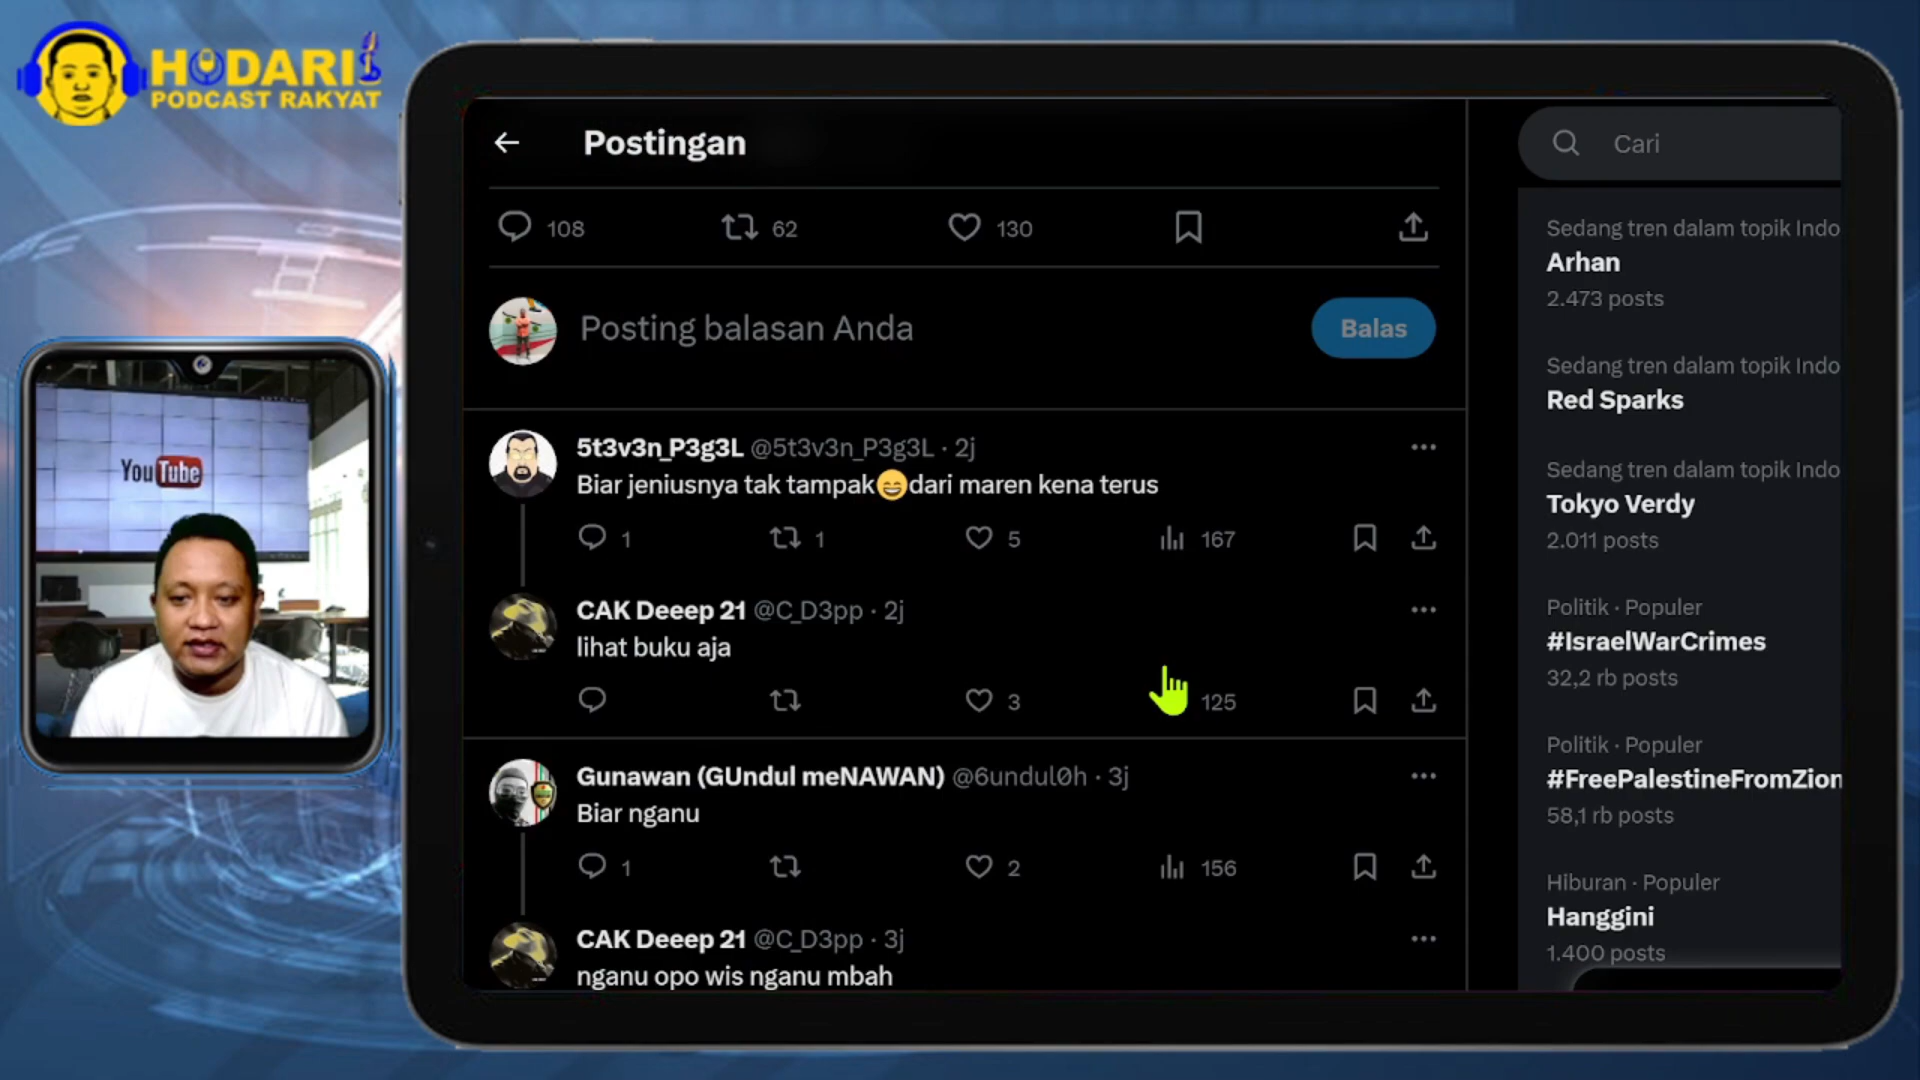 HODARI
PODCAST RAKYAT
YouTube
Postingan
108 62 130
Posting balasan Anda
Balas
5t3v3n_P3g3L @5t3v3n_P3g3L · 2j
Biar jeniusnya tak tampak😄dari maren kena terus
1 1 5 167
CAK Deeep 21 @C_D3pp · 2j
lihat buku aja
3 125
Gunawan (GUndul meNAWAN) @6undul0h · 3j
Biar nganu
1 2 156
CAK Deeep 21 @C_D3pp · 3j
nganu opo wis nganu mbah
Cari
Sedang tren dalam topik Indo
Arhan
2.473 posts
Sedang tren dalam topik Indo
Red Sparks
Sedang tren dalam topik Indo
Tokyo Verdy
2.011 posts
Politik · Populer
#IsraelWarCrimes
32,2 rb posts
Politik · Populer
#FreePalestineFromZion
58,1 rb posts
Hiburan · Populer
Hanggini
1.400 posts